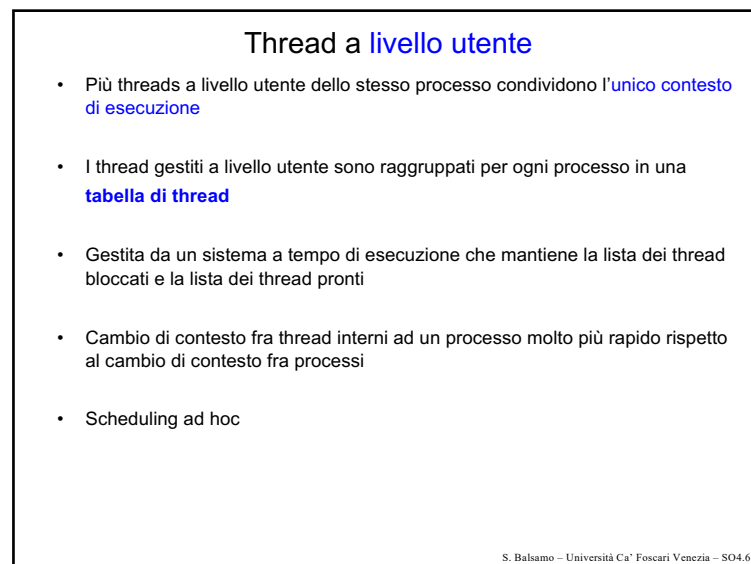 Thread a livello utente
• Più threads a livello utente dello stesso processo condividono l'unico contesto
di esecuzione
• I thread gestiti a livello utente sono raggruppati per ogni processo in una
tabella di thread
• Gestita da un sistema a tempo di esecuzione che mantiene la lista dei thread
bloccati e la lista dei thread pronti
• Cambio di contesto fra thread interni ad un processo molto più rapido rispetto
al cambio di contesto fra processi
• Scheduling ad hoc
S. Balsamo – Università Ca' Foscari Venezia – SO4.6